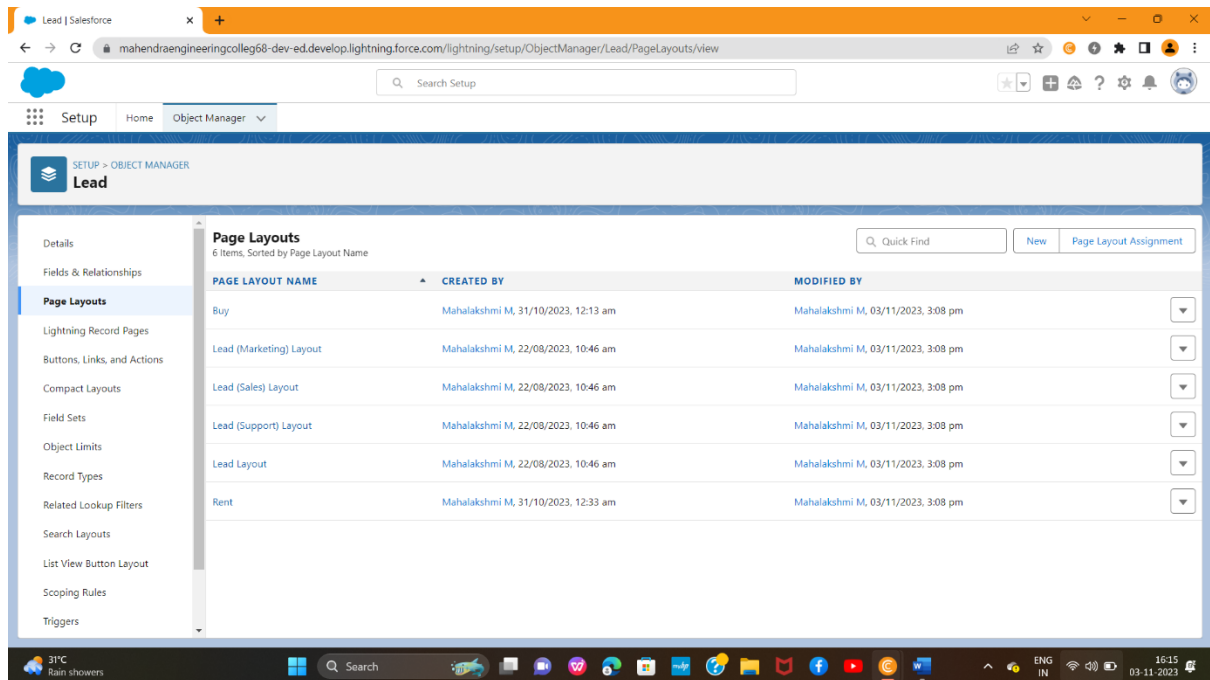 Lead | Salesforce
mahendraengineeringcolleg68-dev-ed.develop.lightning.force.com/lightning/setup/ObjectManager/Lead/PageLayouts/view
Search Setup
Setup Home Object Manager
SETUP > OBJECT MANAGER
Lead
Details
Fields & Relationships
Page Layouts
Lightning Record Pages
Buttons, Links, and Actions
Compact Layouts
Field Sets
Object Limits
Record Types
Related Lookup Filters
Search Layouts
List View Button Layout
Scoping Rules
Triggers
Page Layouts
6 Items, Sorted by Page Layout Name
Quick Find New Page Layout Assignment
PAGE LAYOUT NAME CREATED BY MODIFIED BY
Buy Mahalakshmi M, 31/10/2023, 12:13 am Mahalakshmi M, 03/11/2023, 3:08 pm
Lead (Marketing) Layout Mahalakshmi M, 22/08/2023, 10:46 am Mahalakshmi M, 03/11/2023, 3:08 pm
Lead (Sales) Layout Mahalakshmi M, 22/08/2023, 10:46 am Mahalakshmi M, 03/11/2023, 3:08 pm
Lead (Support) Layout Mahalakshmi M, 22/08/2023, 10:46 am Mahalakshmi M, 03/11/2023, 3:08 pm
Lead Layout Mahalakshmi M, 22/08/2023, 10:46 am Mahalakshmi M, 03/11/2023, 3:08 pm
Rent Mahalakshmi M, 31/10/2023, 12:33 am Mahalakshmi M, 03/11/2023, 3:08 pm
31°C
Rain showers
Search
ENG
IN
16:15
03-11-2023